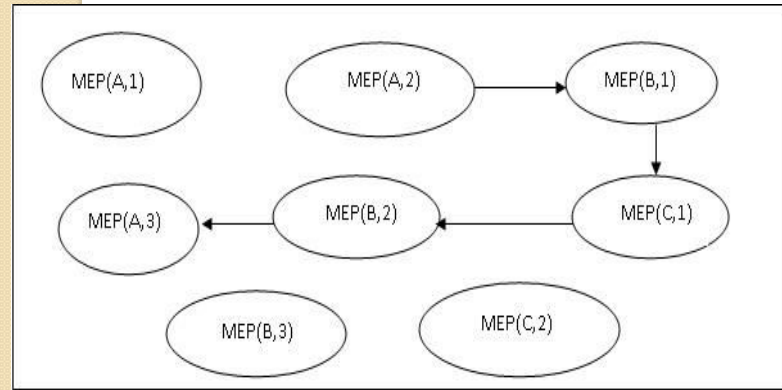 MEP(A,1)
MEP(A,2)
MEP(B,1)
MEP(A,3)
MEP(B,2)
MEP(C,1)
MEP(B,3)
MEP(C,2)